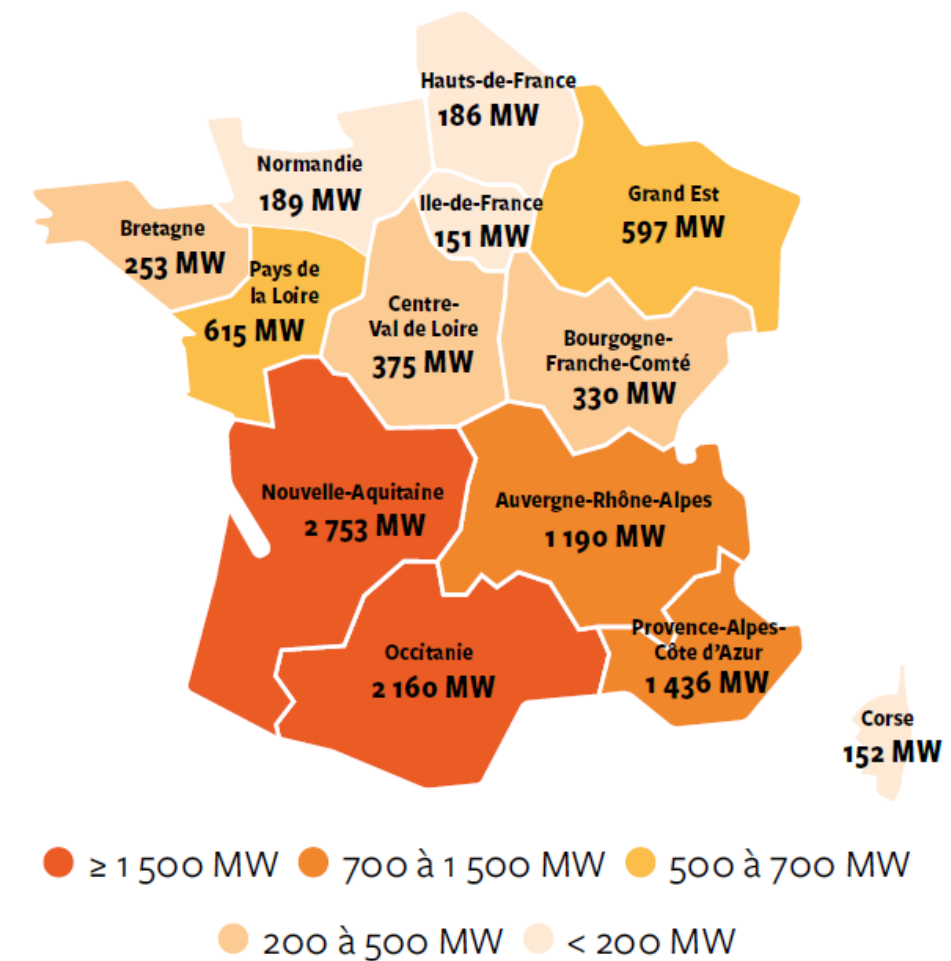 Hauts-de-France
186 MW
Normandie
189 MW
Ile-de-France
151 MW
Grand Est
597 MW
Bretagne
253 MW
Pays de
la Loire
615 MW
Centre-
Val de Loire
375 MW
Bourgogne-
Franche-Comté
330 MW
Nouvelle-Aquitaine
2 753 MW
Auvergne-Rhône-Alpes
1 190 MW
Occitanie
2 160 MW
Provence-Alpes-
Côte d'Azur
1 436 MW
Corse
152 MW
≥ 1 500 MW 700 à 1 500 MW 500 à 700 MW
200 à 500 MW < 200 MW